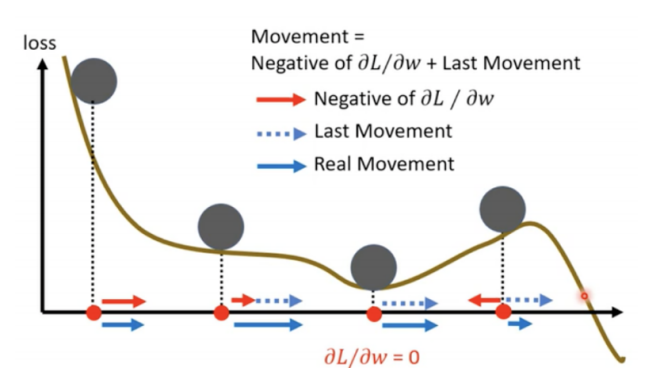 loss
Movement =
Negative of ∂L/∂w + Last Movement
Negative of ∂L / ∂w
Last Movement
Real Movement
∂L/∂w = 0